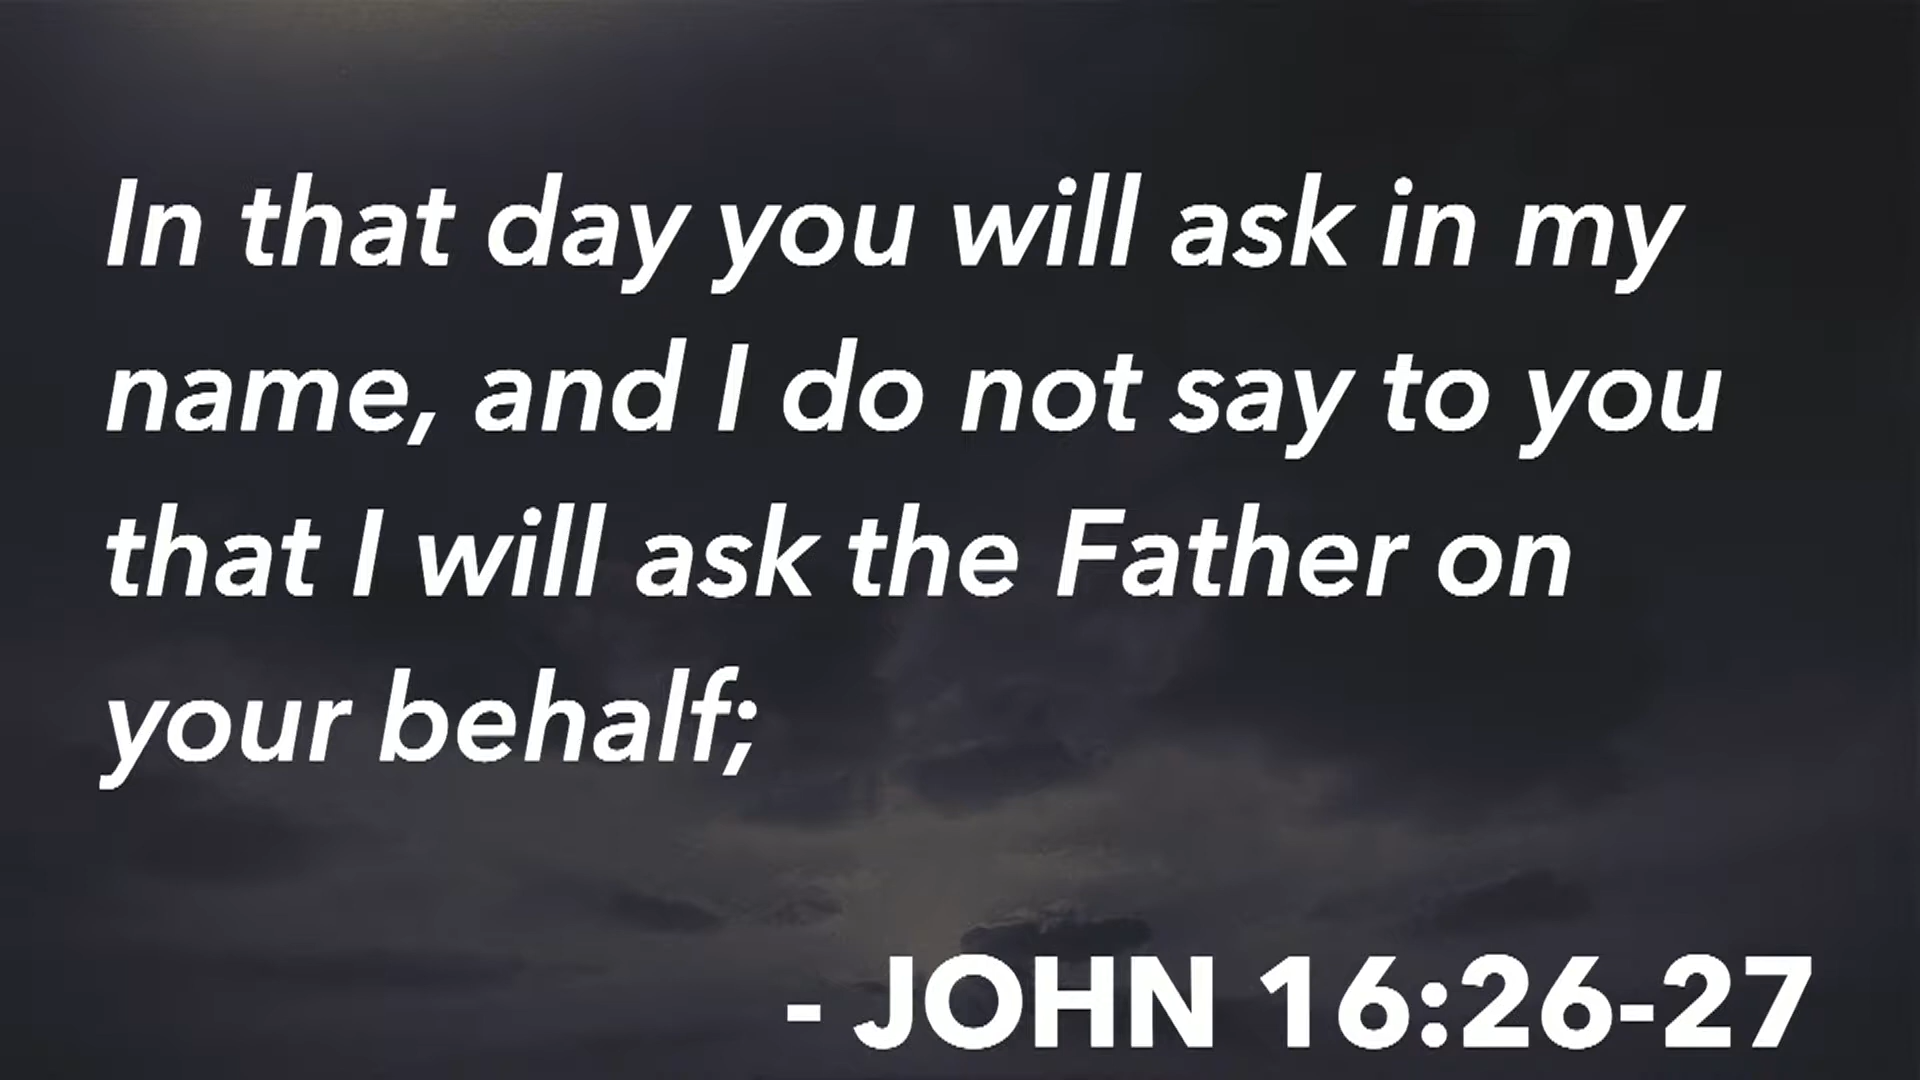 In that day you will ask in my
name, and I do not say to you
that I will ask the Father on
your behalf;
- JOHN 16:26-27